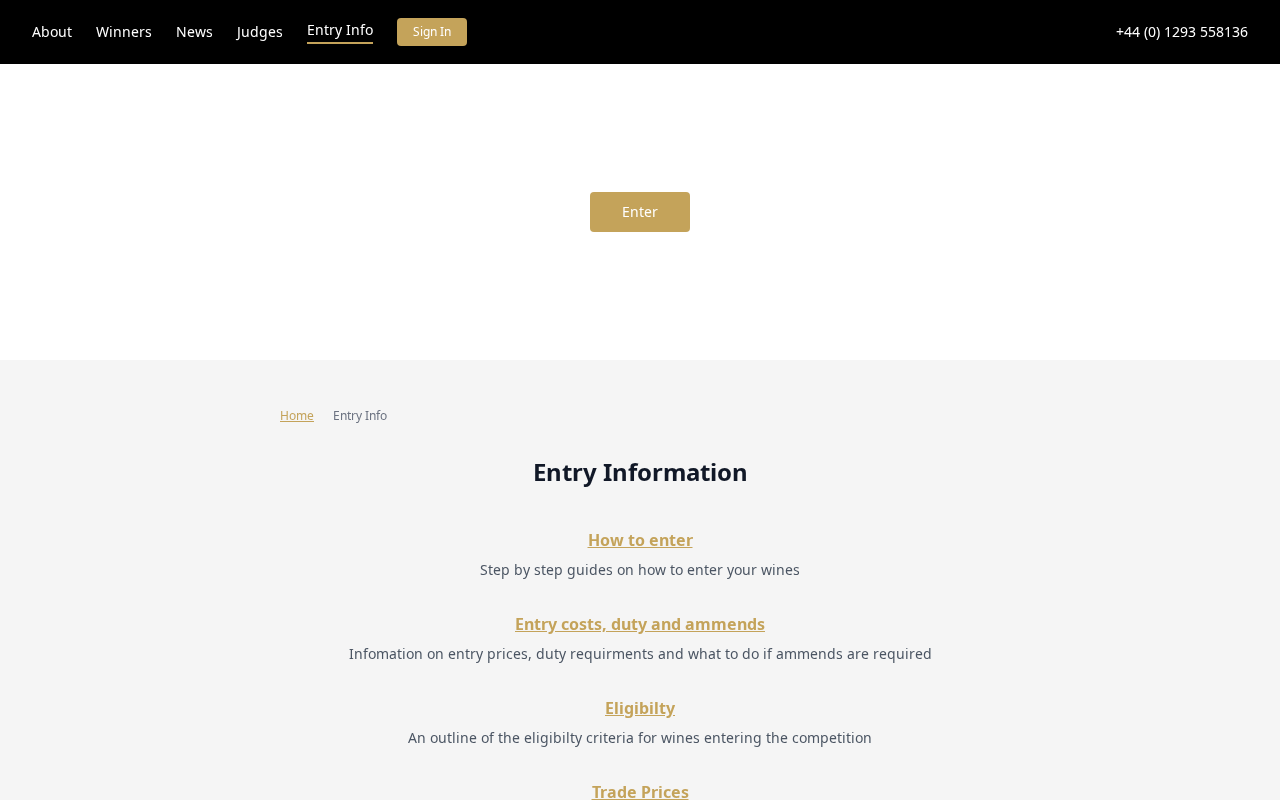 About
Winners
News
Judges
Entry Info
Sign In
+44 (0) 1293 558136
Enter
Home
Entry Info
Entry Information
How to enter
Step by step guides on how to enter your wines
Entry costs, duty and ammends
Infomation on entry prices, duty requirments and what to do if ammends are required
Eligibilty
An outline of the eligibilty criteria for wines entering the competition
Trade Prices